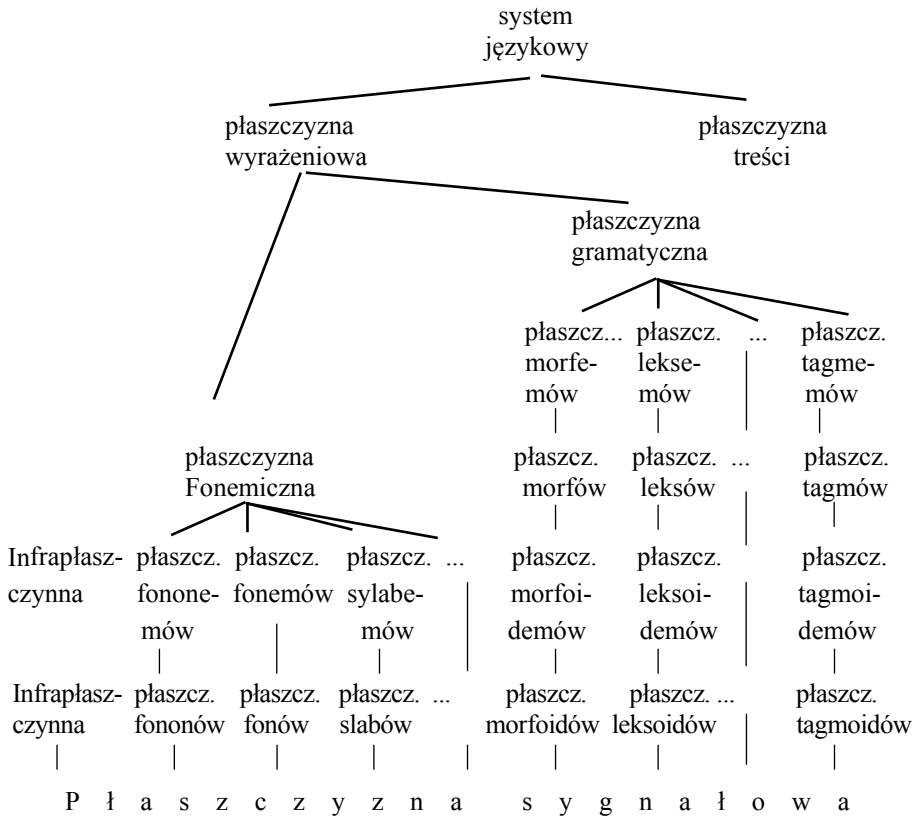 system
językowy
płaszczyzna płaszczyzna
wyrażeniowa treści
płaszczyzna
gramatyczna
płaszcz... płaszcz. ... płaszcz.
morfe- lekse- tagme-
mów mów mów
płaszczyzna płaszcz. płaszcz. ... płaszcz.
Fonemiczna morfów leksów tagmów
Infrapłasz- płaszcz. płaszcz. płaszcz. ... płaszcz. płaszcz. płaszcz.
czynna fonone- fonemów sylabe- morfoi- leksoi- tagmoi-
mów mów demów demów demów
Infrapłasz- płaszcz. płaszcz. płaszcz. ... płaszcz. płaszcz. ... płaszcz.
czynna fononów fonów slabów morfoidów leksoidów tagmoidów
P ł a s z c z y z n a s y g n a ł o w a